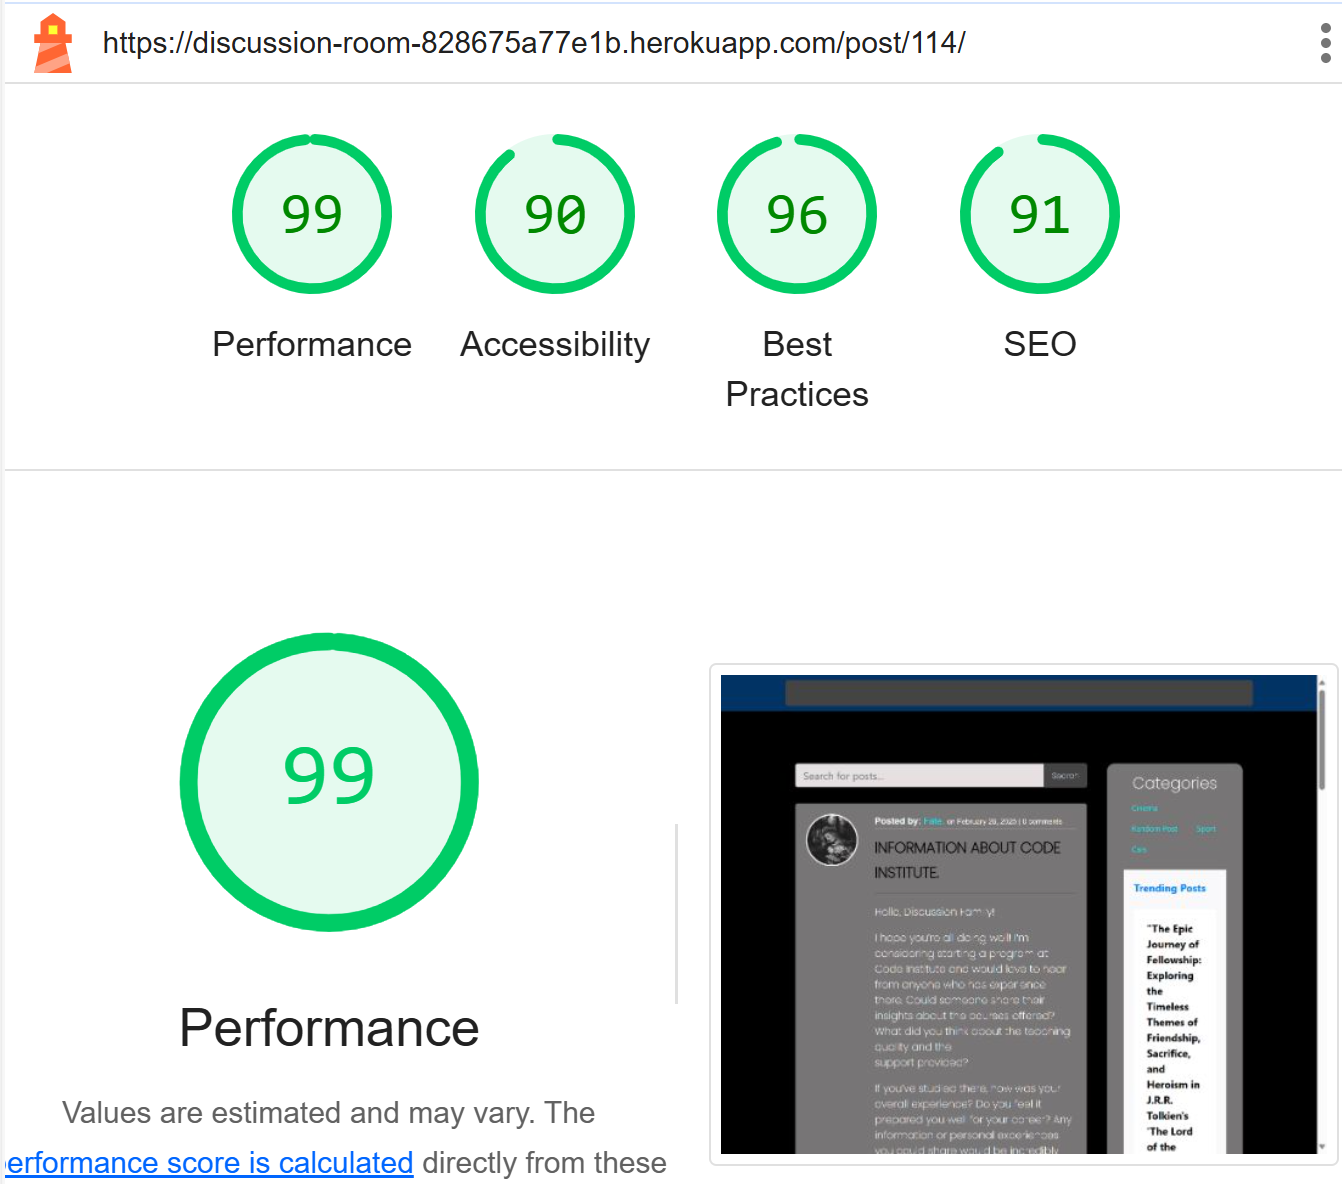 https://discussion-room-828675a77e1b.herokuapp.com/post/114/
99
90
96
91
Performance
Accessibility
Best
Practices
SEO
99
Performance
Values are estimated and may vary. The
erformance score is calculated directly from these
Search for posts...
Search
Posted by: Fate. on February 28, 2025 | 0 comments
INFORMATION ABOUT CODE
INSTITUTE.
Hello, Discussion Family!
I hope you're all doing well! I'm
considering starting a program at
Code Institute and would love to hear
from anyone who has experience
there. Could someone share their
insights about the courses offered?
What did you think about the teaching
quality and the
support provided?
If you've studied there, how was your
overall experience? Do you feel it
prepared you well for your career? Any
information or personal experiences
you could share would be incredibly
Categories
Cinema
Random Post Sport
Cars
Trending Posts
"The Epic
Journey of
Fellowship:
Exploring
the
Timeless
Themes of
Friendship,
Sacrifice,
and
Heroism in
J.R.R.
Tolkien's
'The Lord
of the